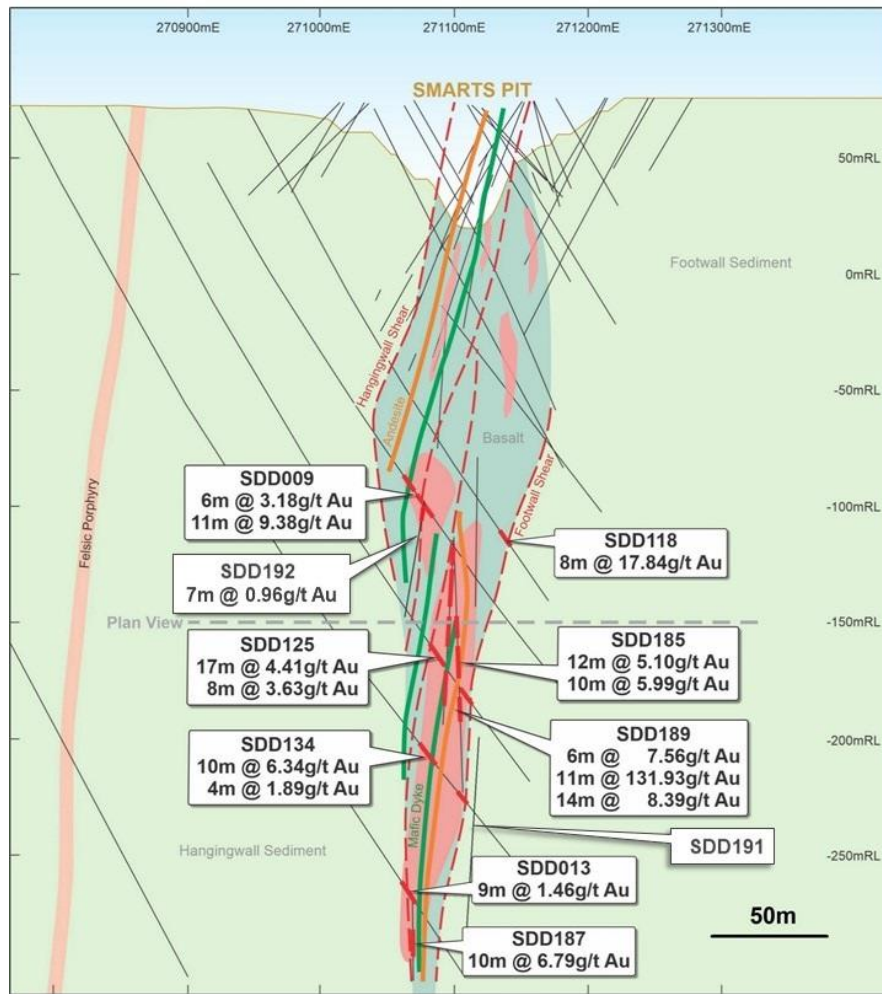 270900mE
271000mE
271100mE
271200mE
271300mE
SMARTS PIT
50mRL
Footwall Sediment
0mRL
Hangingwall Shear
-50mRL
Andesite
Basalt
Footwall Shear
SDD009
6m @ 3.18g/t Au
11m @ 9.38g/t Au
-100mRL
Felsic Porphyry
SDD118
8m @ 17.84g/t Au
SDD192
7m @ 0.96g/t Au
Plan View
-150mRL
SDD125
17m @ 4.41g/t Au
8m @ 3.63g/t Au
SDD185
12m @ 5.10g/t Au
10m @ 5.99g/t Au
-200mRL
SDD134
10m @ 6.34g/t Au
4m @ 1.89g/t Au
SDD189
6m @ 7.56g/t Au
11m @ 131.93g/t Au
14m @ 8.39g/t Au
Mafic Dyke
Hangingwall Sediment
SDD191
-250mRL
SDD013
9m @ 1.46g/t Au
50m
SDD187
10m @ 6.79g/t Au